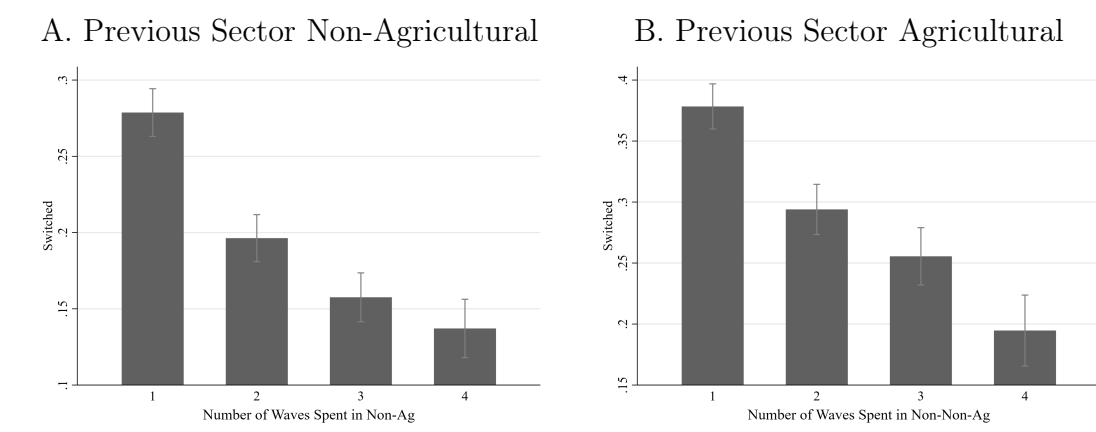 A. Previous Sector Non-Agricultural
.3
.25
.2
.15
.1
Switched
1 2 3 4
Number of Waves Spent in Non-Ag
B. Previous Sector Agricultural
.4
.35
.3
.25
.2
.15
Switched
1 2 3 4
Number of Waves Spent in Non-Non-Ag